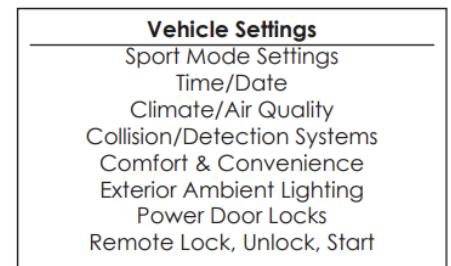 Vehicle Settings
Sport Mode Settings
Time/Date
Climate/Air Quality
Collision/Detection Systems
Comfort & Convenience
Exterior Ambient Lighting
Power Door Locks
Remote Lock, Unlock, Start